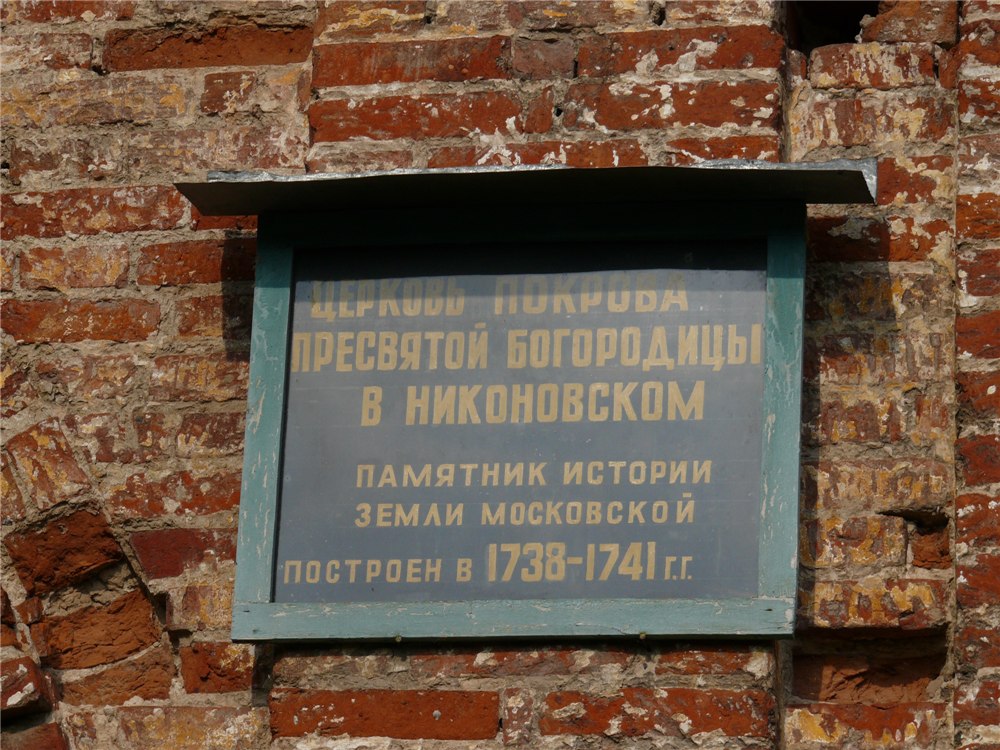 ЦЕРКОВЬ ПОКРОВА
ПРЕСВЯТОЙ БОГОРОДИЦЫ
В НИКОНОВСКОМ
ПАМЯТНИК ИСТОРИИ
ЗЕМЛИ МОСКОВСКОЙ
ПОСТРОЕН В 1738-1741 Г.Г.